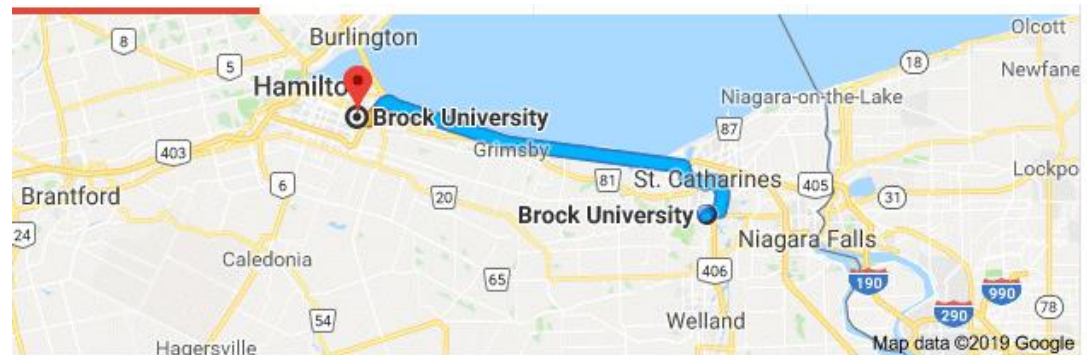 Olcott
8
Burlington
5
18
Newfane
Hamilto
Niagara-on-the-Lake
Brock University
87
403
Grimsby
Lockpo
81
St. Catharines
405
6
31
Brantford
20
Brock University
24
Niagara Falls
Caledonia
65
406
190
990
290
78
54
Welland
Hagersville
Map data ©2019 Google